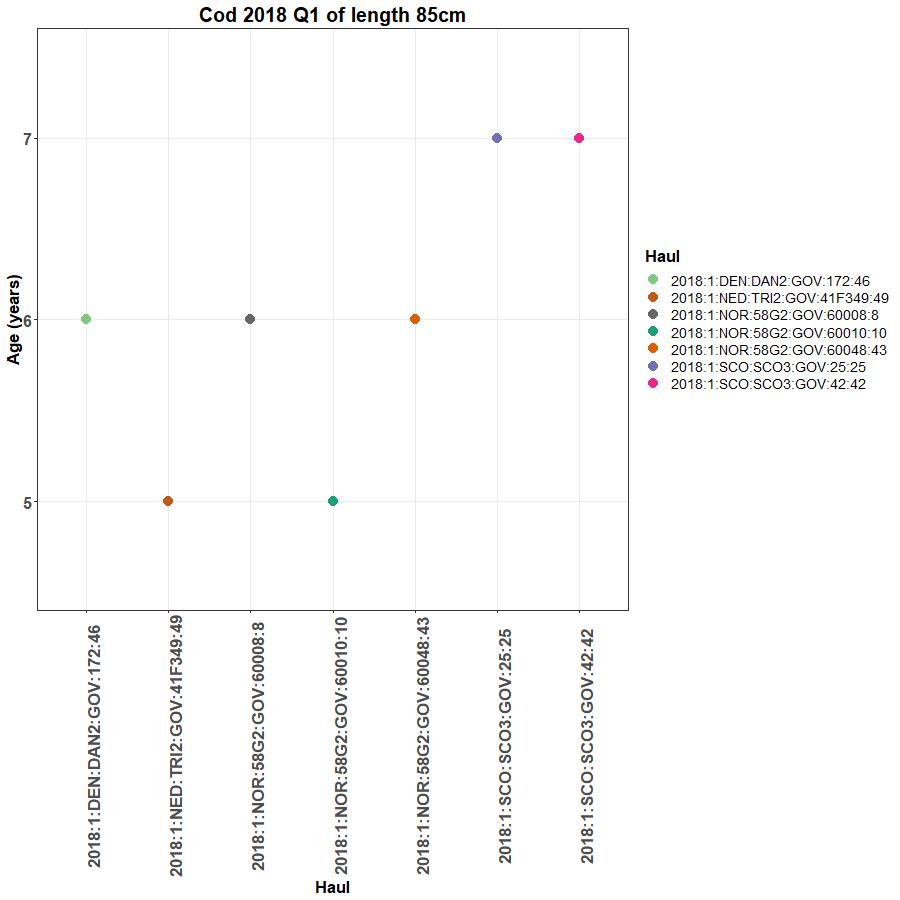 Cod 2018 Q1 of length 85cm
Age (years)
7
6
5
2018:1:DEN:DAN2:GOV:172:46
2018:1:NED:TRI2:GOV:41F349:49
2018:1:NOR:58G2:GOV:60008:8
2018:1:NOR:58G2:GOV:60010:10
2018:1:NOR:58G2:GOV:60048:43
2018:1:SCO:SCO3:GOV:25:25
2018:1:SCO:SCO3:GOV:42:42
Haul
Haul
2018:1:DEN:DAN2:GOV:172:46
2018:1:NED:TRI2:GOV:41F349:49
2018:1:NOR:58G2:GOV:60008:8
2018:1:NOR:58G2:GOV:60010:10
2018:1:NOR:58G2:GOV:60048:43
2018:1:SCO:SCO3:GOV:25:25
2018:1:SCO:SCO3:GOV:42:42